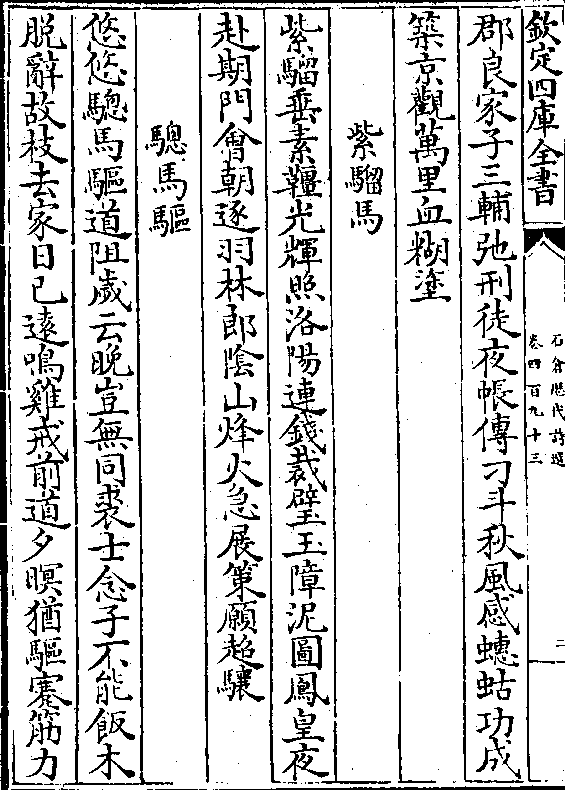 欽定四庫全書
石倉歷代詩選
卷四百九十三
二
郡良家子三輔弛刑徒夜帳傳刁斗秋風感蟪蛄功成
築京觀萬里血糊塗
紫騮馬
紫騮垂素韁光輝照洛陽連錢裁璧玉障泥圖鳳皇夜
赴期門會朝逐羽林郎陰山烽火急展策願超驤
驄馬驅
悠悠驄馬驅道阻歲云晚豈無同裘士念子不能飯木
脱辭故枝去家日已遠鳴雞戒前道夕暝猶驅蹇筋力